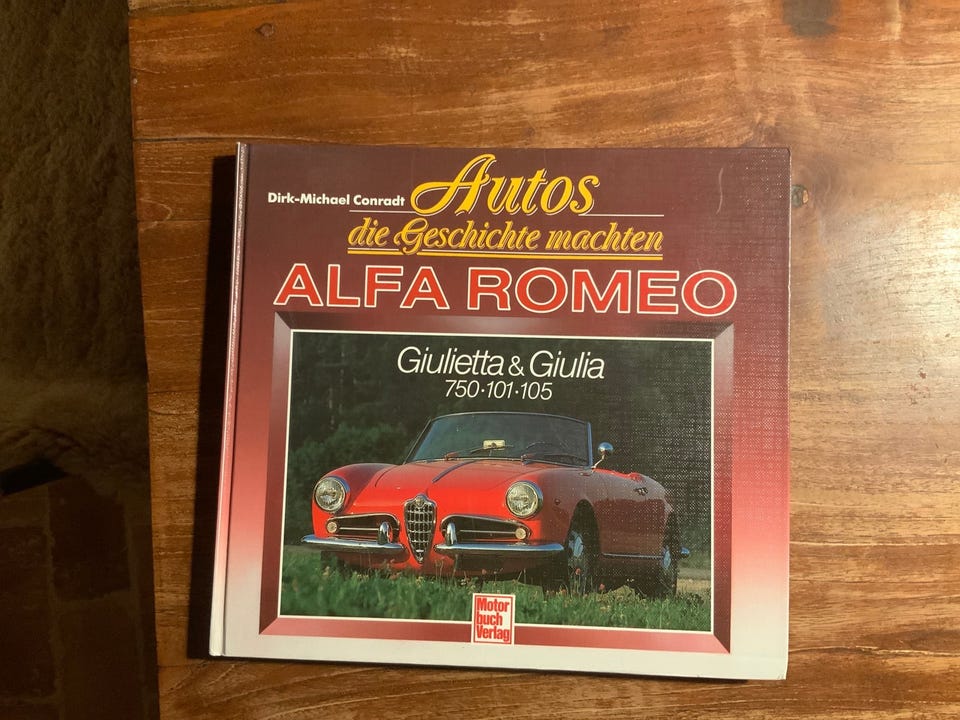 Dirk-Michael Conradt
Autos
die Geschichte machten
ALFA ROMEO
Giulietta & Giulia
750·101·105
Motor
buch
Verlag